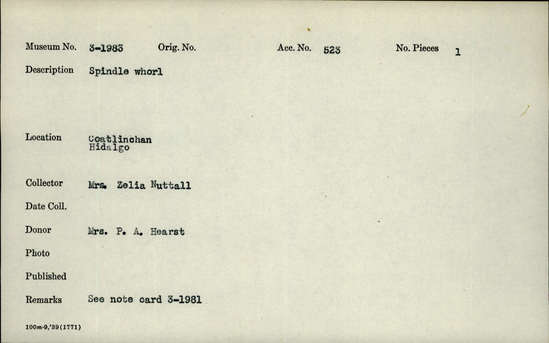 Museum No. 3-1983 Orig. No. Acc. No. 523 No. Pieces 1
Description Spindle whorl
Location Coatlinchan
Hidalgo
Collector Mrs. Zelia Nuttall
Date Coll.
Donor Mrs. P. A. Hearst
Photo
Published
Remarks See note card 3-1981
100m-9,'39(1771)